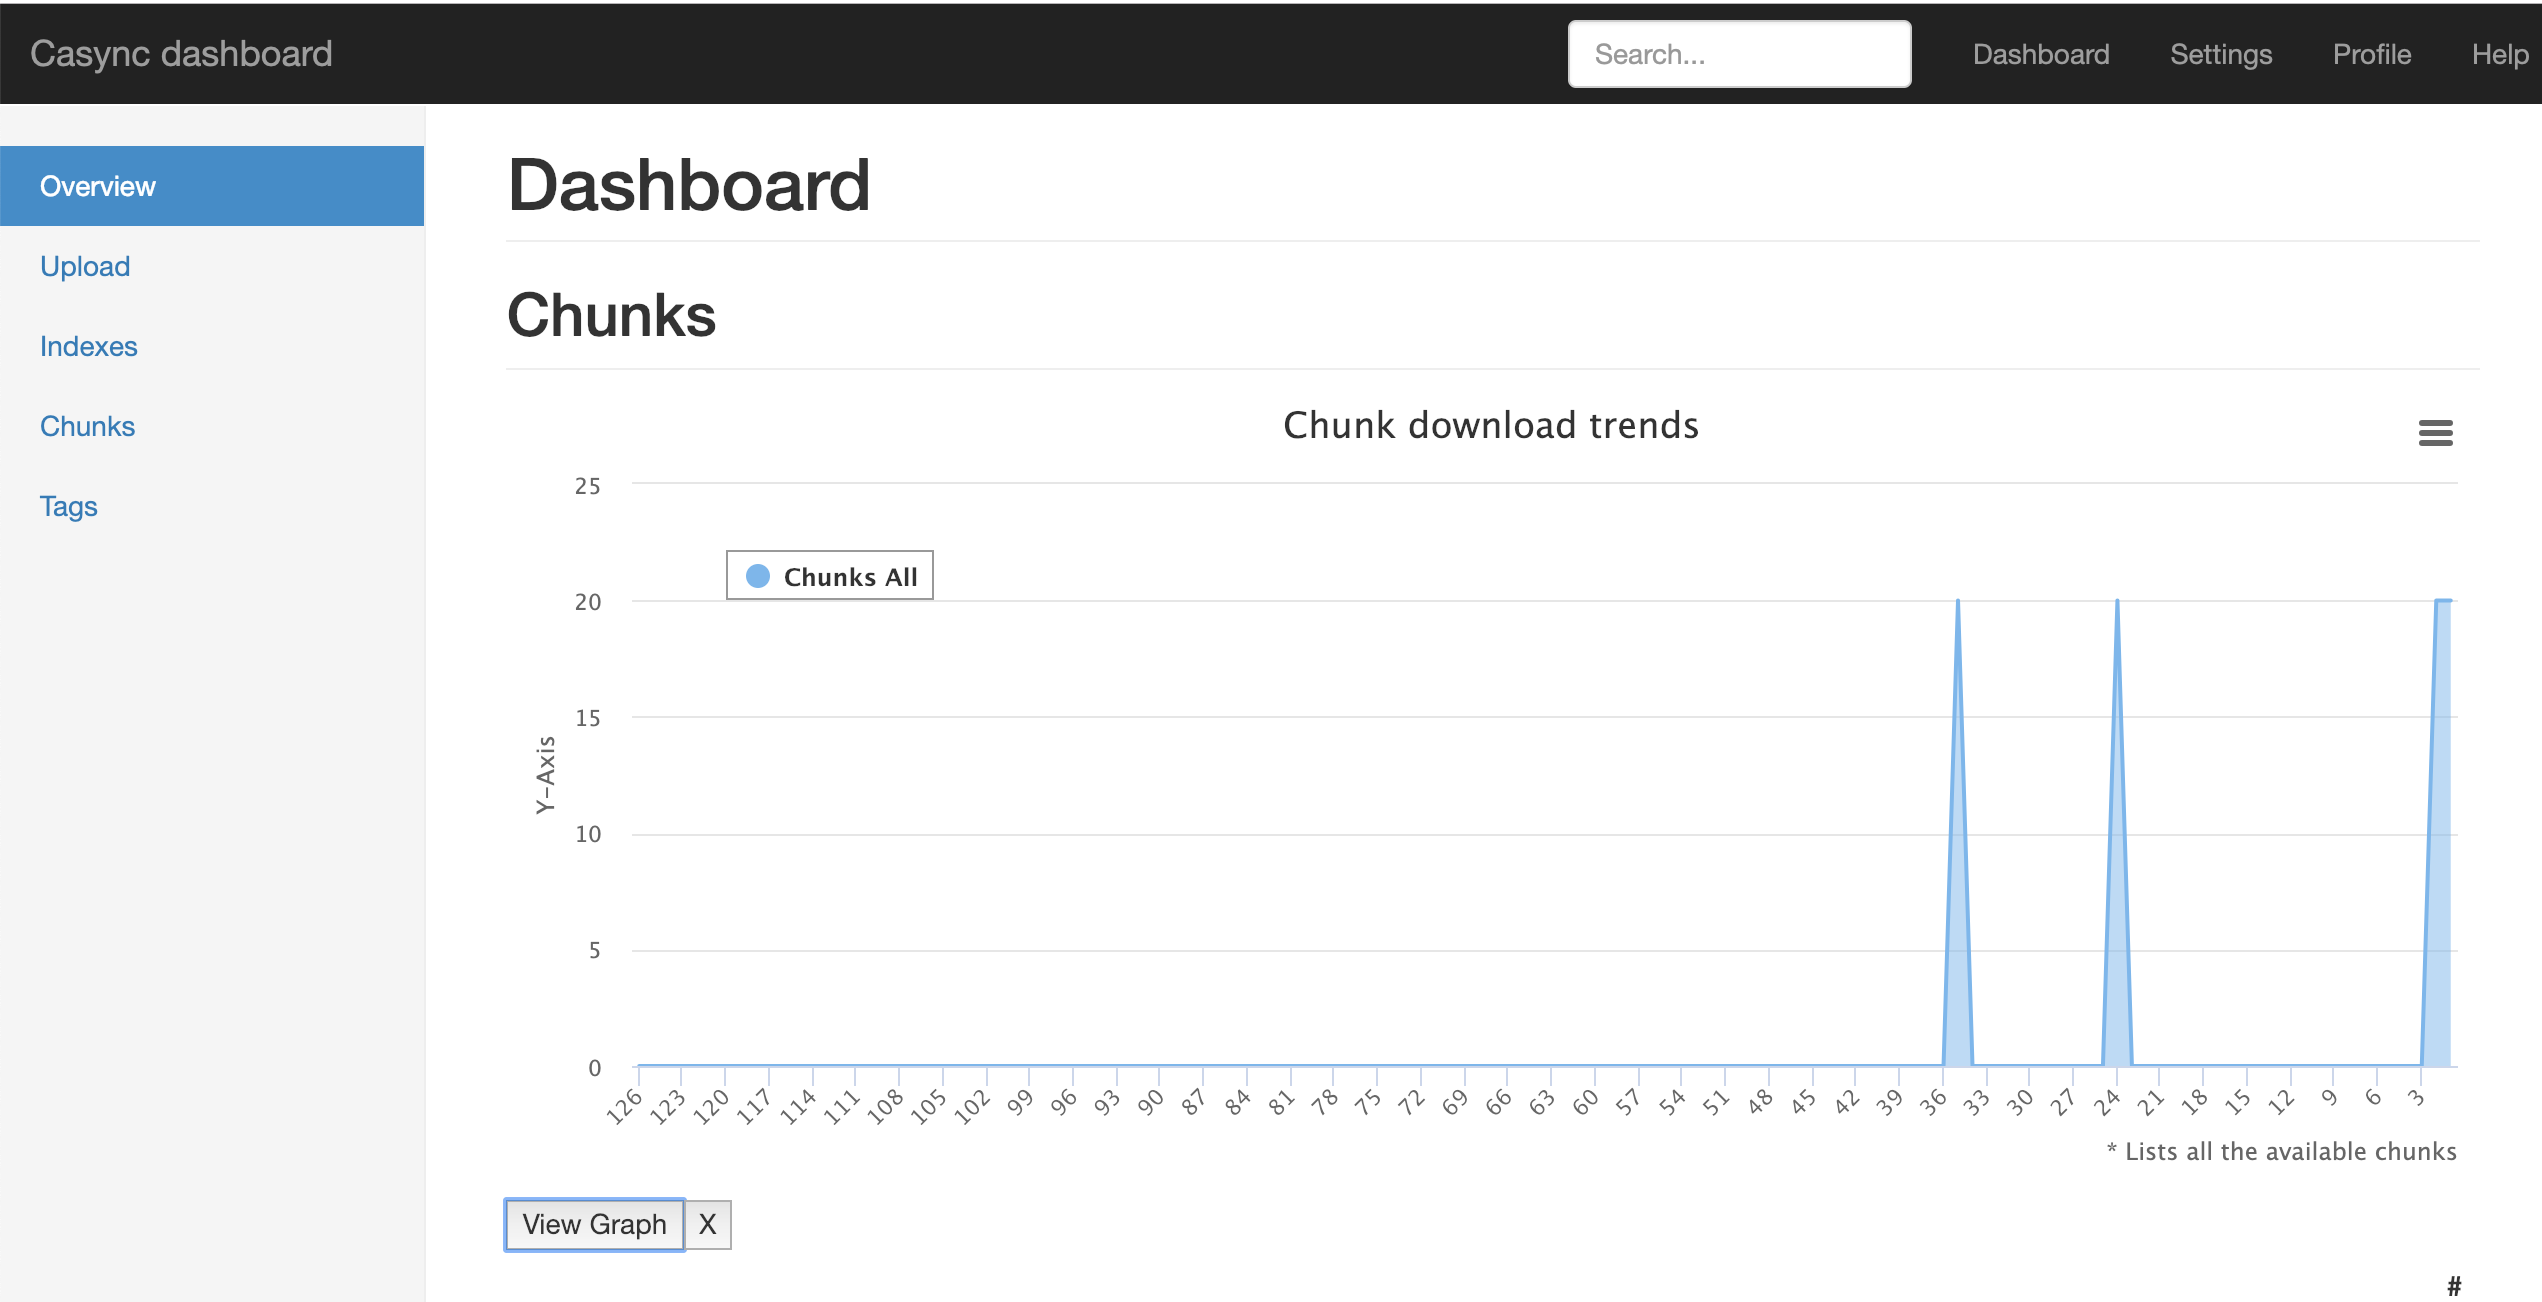 Casync dashboard
Search...
Dashboard
Settings
Profile
Help
Overview
Upload
Indexes
Chunks
Tags
Dashboard
Chunks
Chunk download trends
25
20
15
10
5
0
Y-Axis
Chunks All
126 123 120 117 114 111 108 105 102 99 96 93 90 87 84 81 78 75 72 69 66 63 60 57 54 51 48 45 42 39 36 33 30 27 24 21 18 15 12 9 6 3
* Lists all the available chunks
View Graph X
#